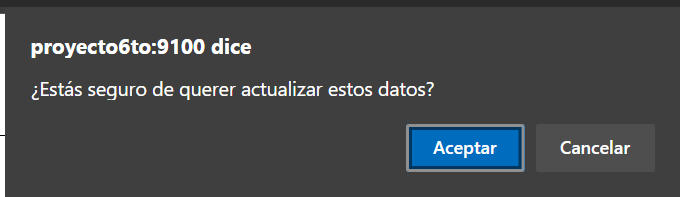 proyecto6to:9100 dice
¿Estás seguro de querer actualizar estos datos?
Aceptar Cancelar